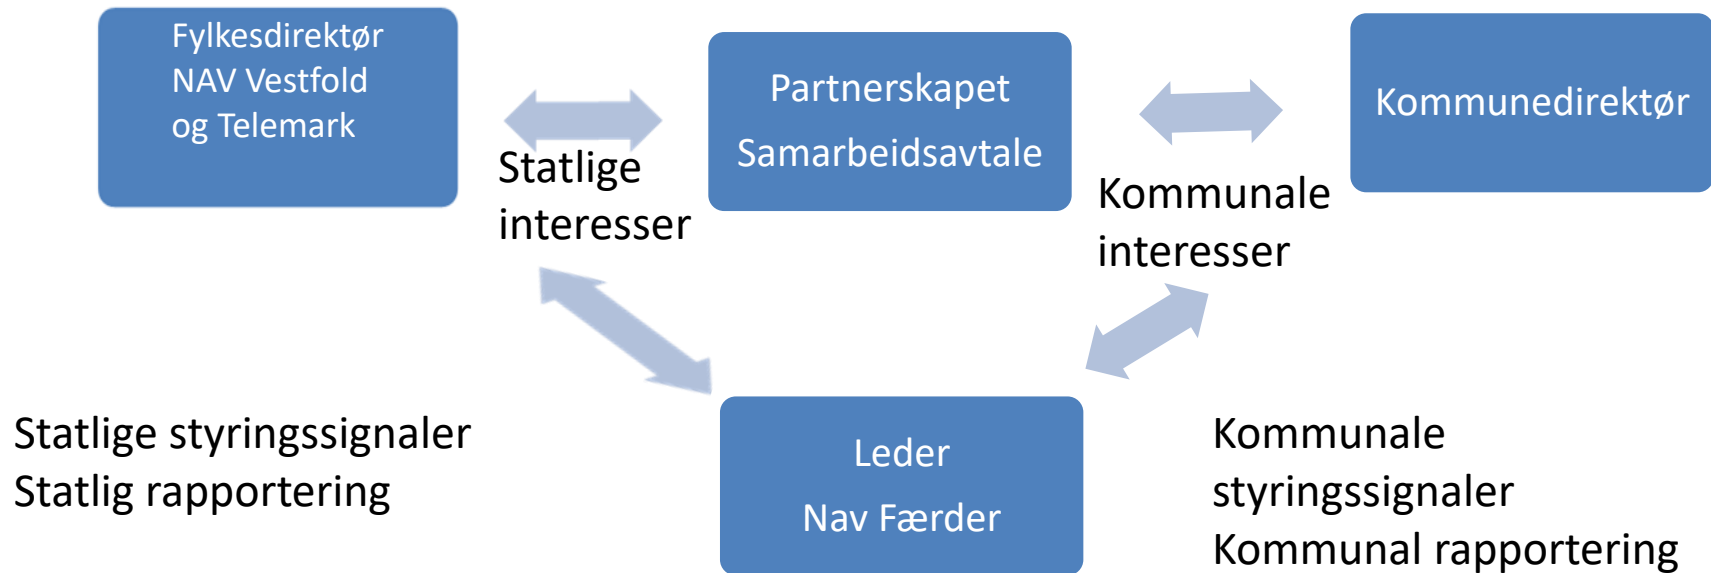 Fylkesdirektør
NAV Vestfold
og Telemark
Statlige
interesser
Partnerskapet
Samarbeidsavtale
Kommunale
interesser
Kommunedirektør
Statlige styringssignaler
Statlig rapportering
Leder
Nav Færder
Kommunale
styringssignaler
Kommunal rapportering